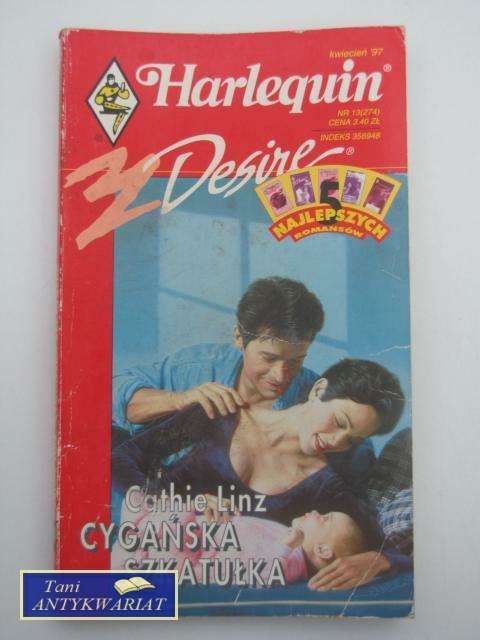 kwiecień '97
Harlequin®
NR 13(274)
CENA 3.40 ZŁ
INDEKS 356948
Desire®
5
NAJLEPSZYCH
ROMANSÓW
Cathie Linz
CYGAŃSKA
SZKATUŁKA
Tani
ANTYKWARIAT